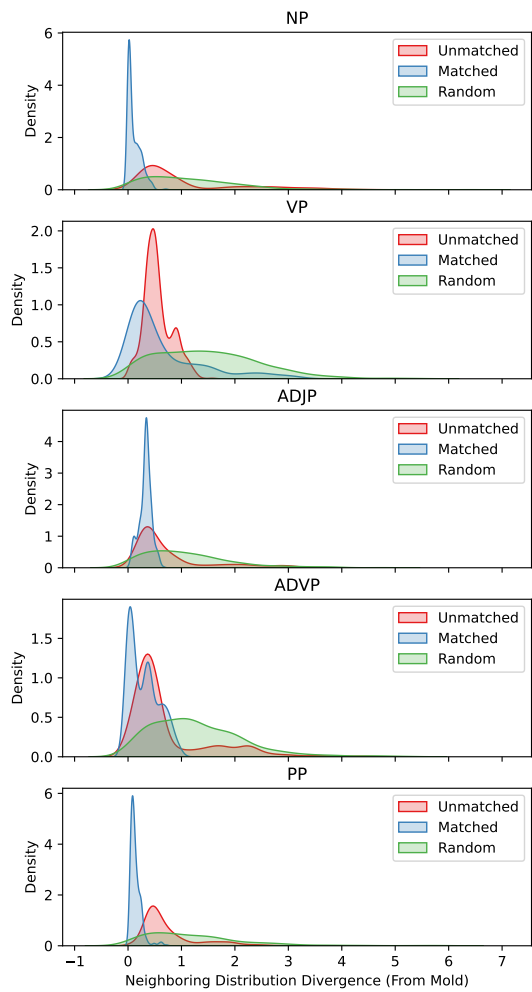 NP
6
4
2
0
Density
Unmatched
Matched
Random
VP
2.0
1.5
1.0
0.5
0.0
Density
Unmatched
Matched
Random
ADJP
4
3
2
1
0
Density
Unmatched
Matched
Random
ADVP
1.5
1.0
0.5
0.0
Density
Unmatched
Matched
Random
PP
6
4
2
0
Density
Unmatched
Matched
Random
−1 0 1 2 3 4 5 6 7
Neighboring Distribution Divergence (From Mold)